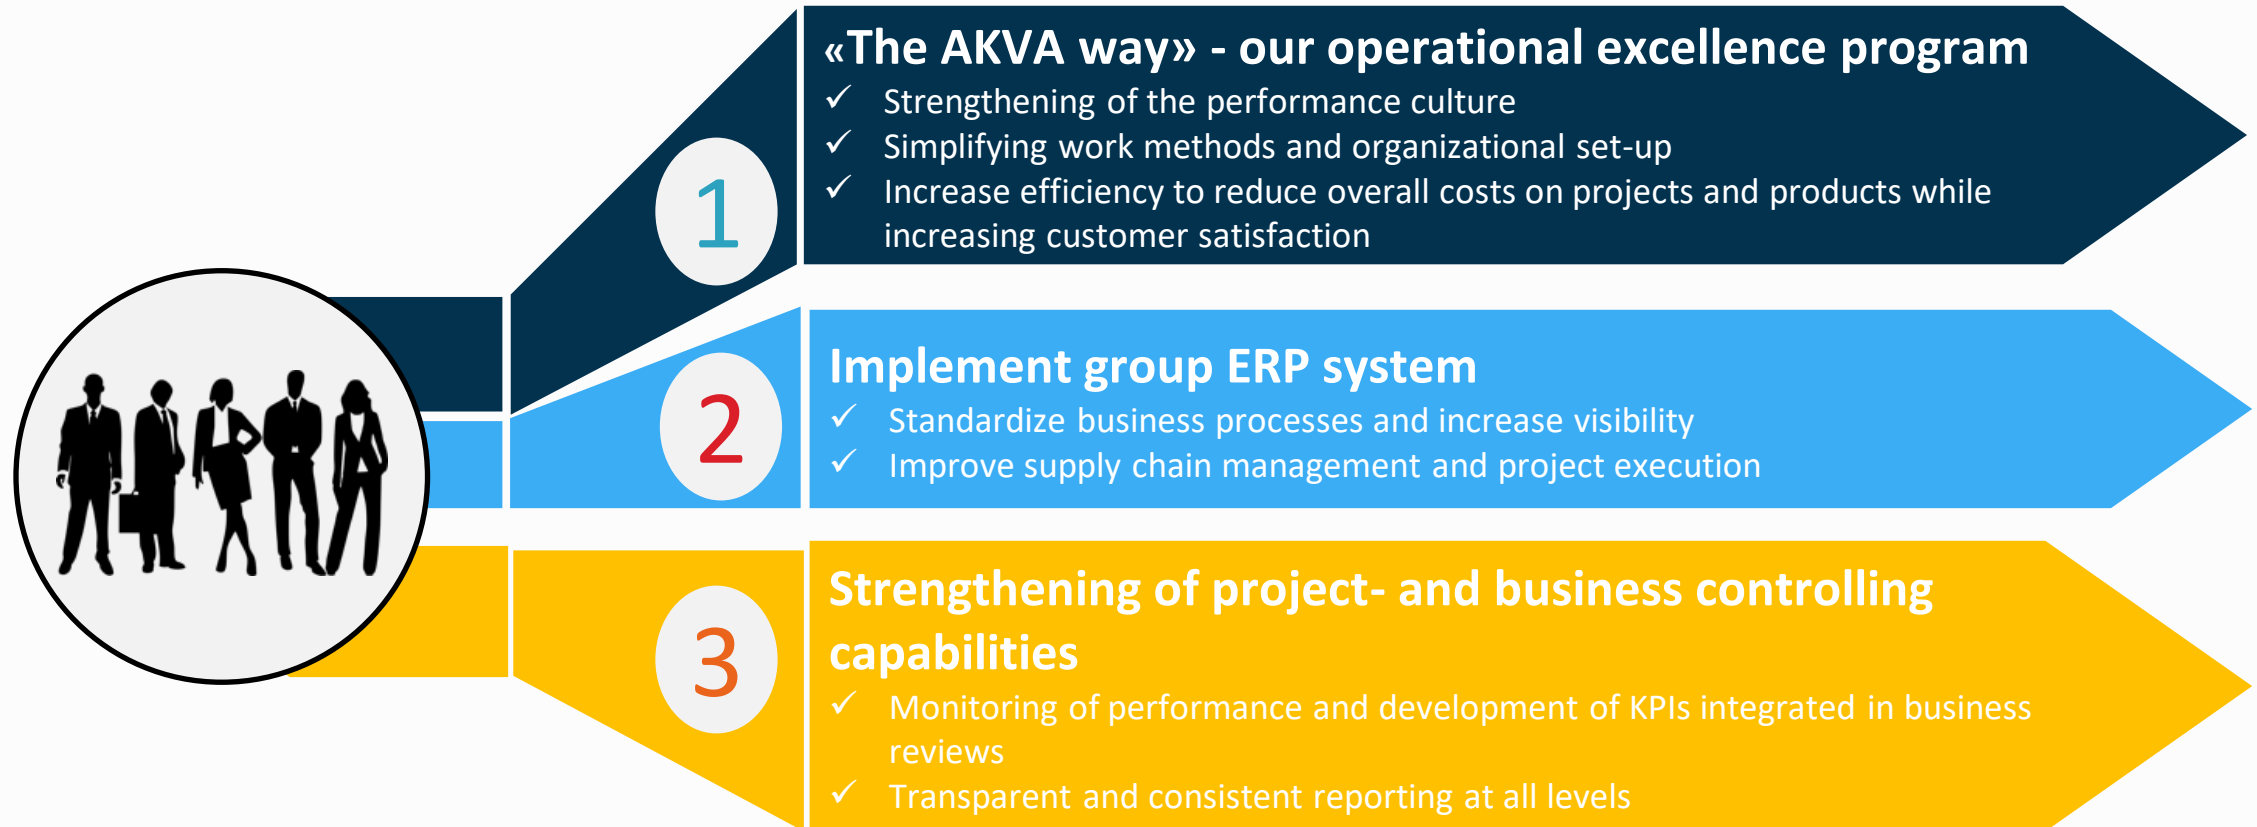 1
«The AKVA way» - our operational excellence program
✓ Strengthening of the performance culture
✓ Simplifying work methods and organizational set-up
✓ Increase efficiency to reduce overall costs on projects and products while
increasing customer satisfaction
2
Implement group ERP system
✓ Standardize business processes and increase visibility
✓ Improve supply chain management and project execution
3
Strengthening of project- and business controlling
capabilities
✓ Monitoring of performance and development of KPIs integrated in business
reviews
✓ Transparent and consistent reporting at all levels